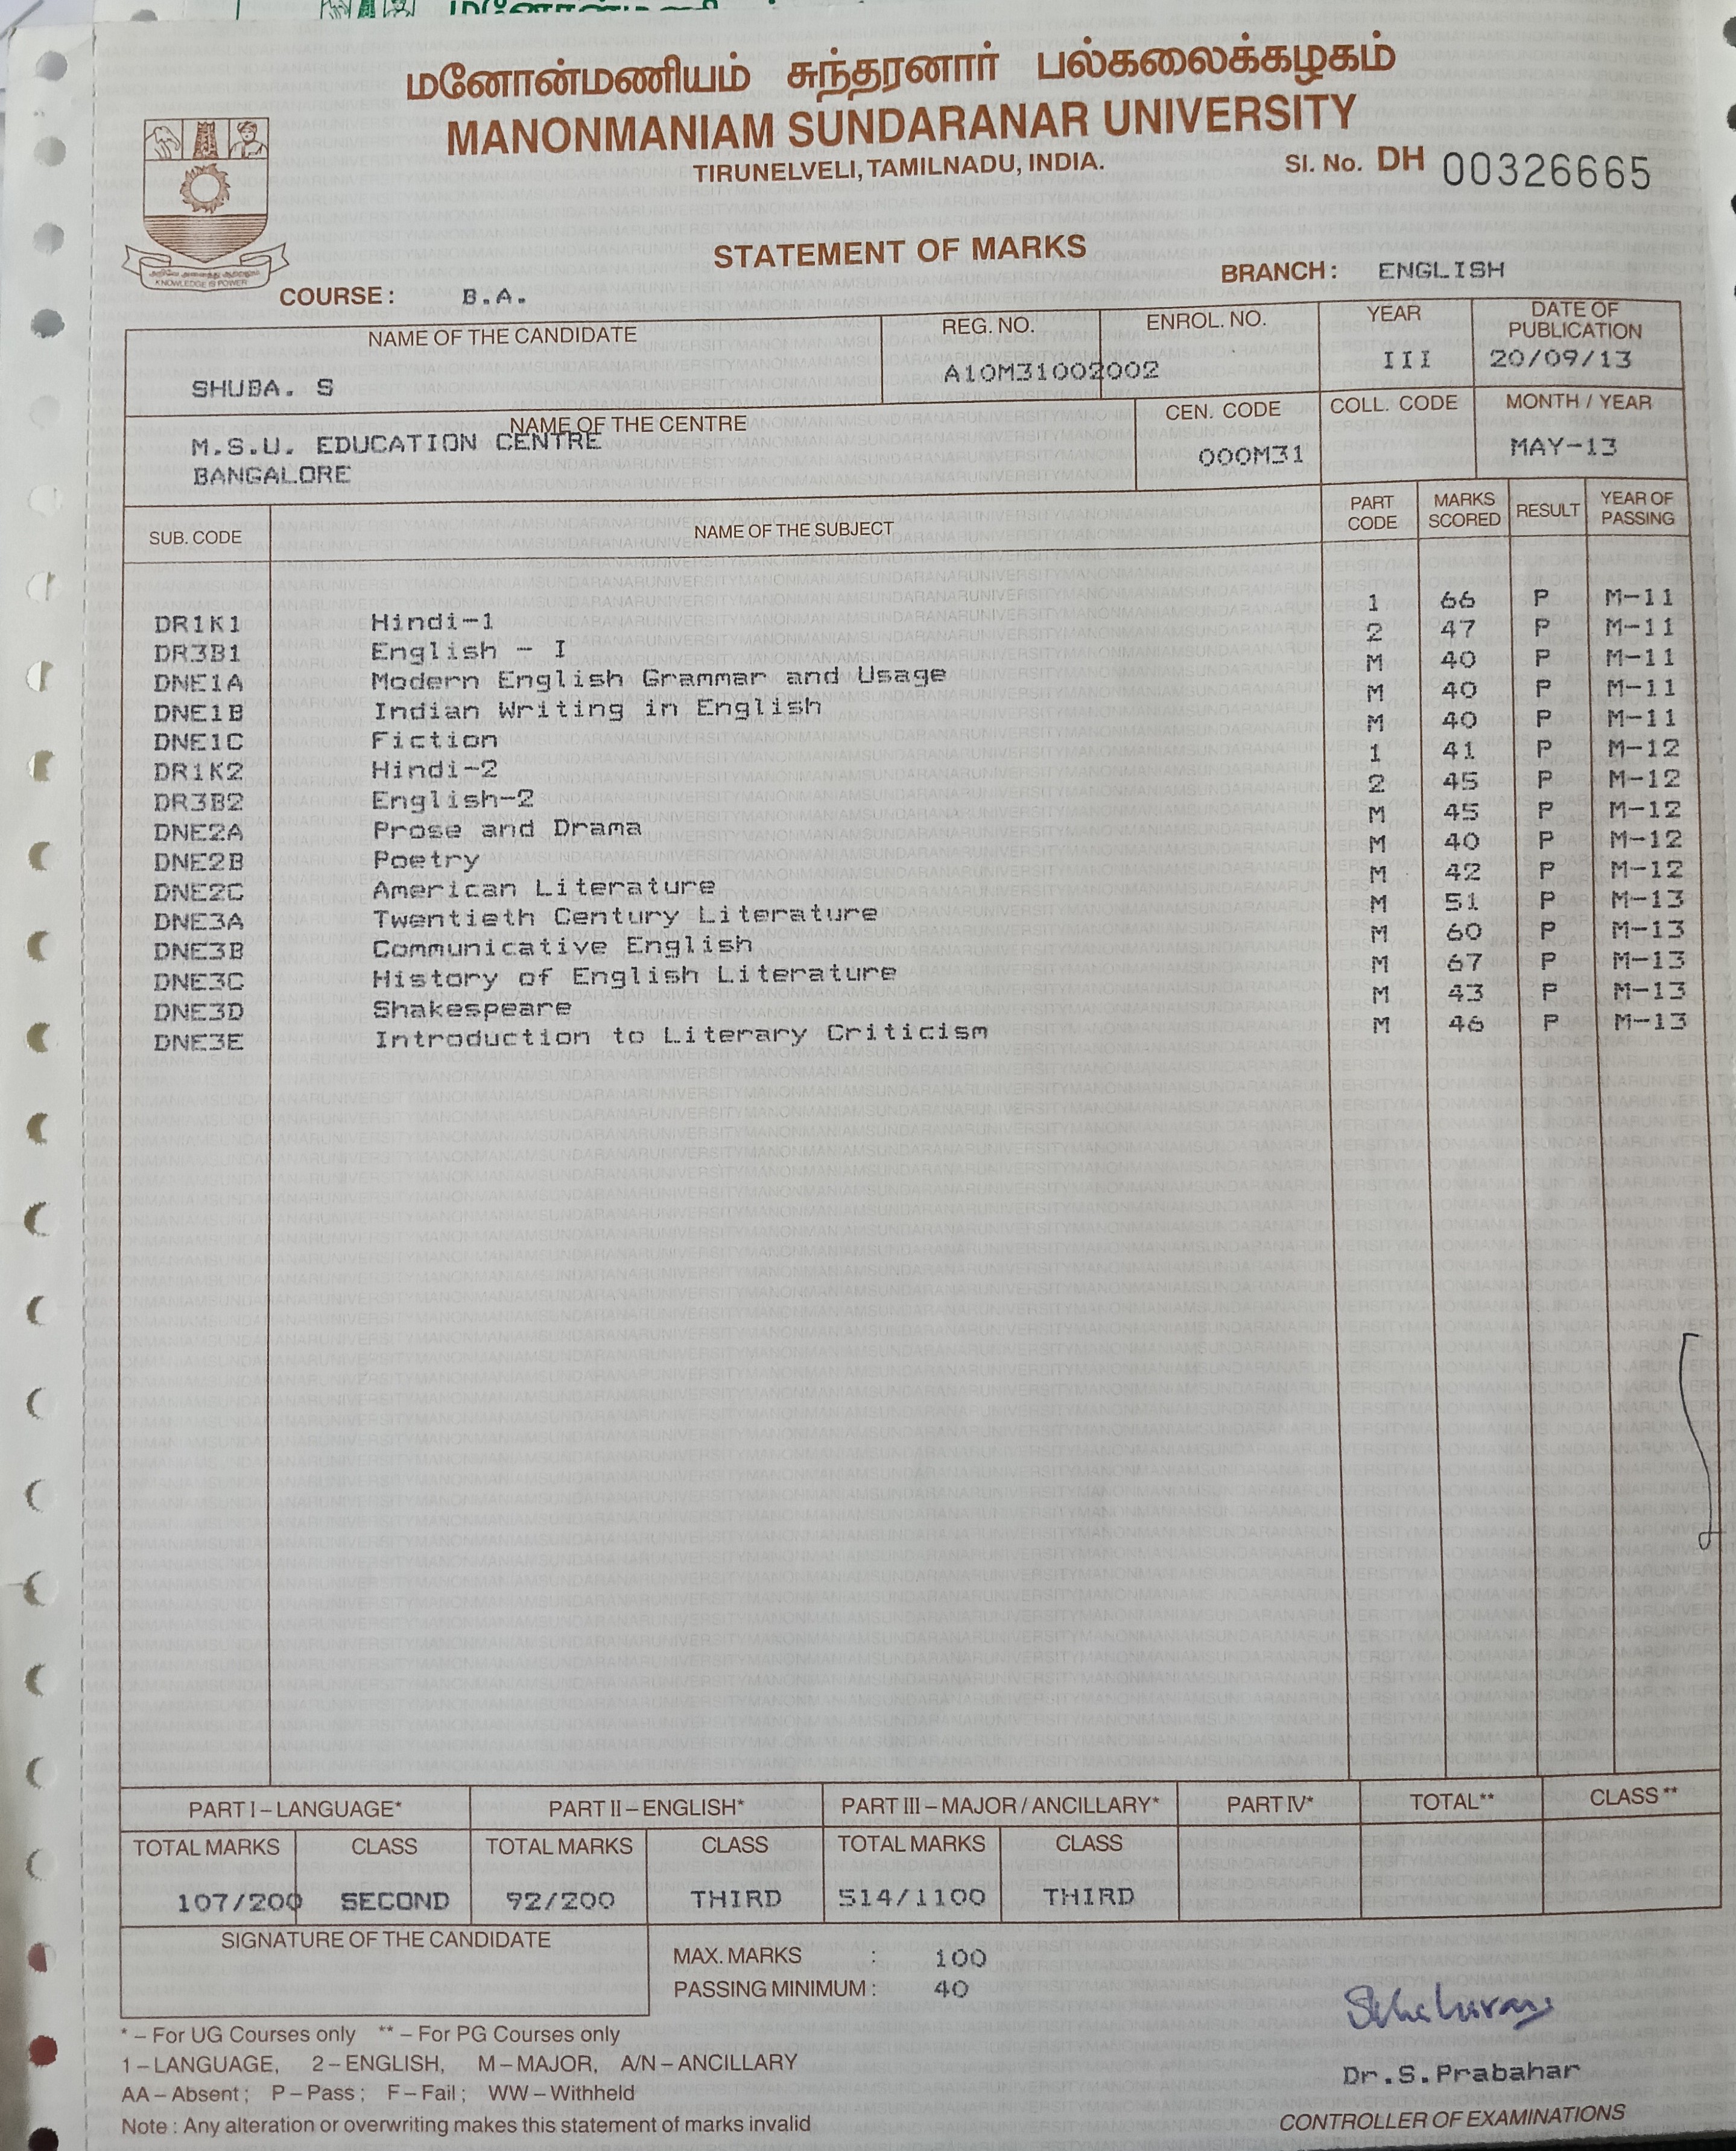 மனோன்மணியம் சுந்தரனார் பல்கலைக்கழகம்
MANONMANIAM SUNDARANAR UNIVERSITY
TIRUNELVELI, TAMILNADU, INDIA.
Sl. No. DH 00326665
KNOWLEDGE IS POWER
STATEMENT OF MARKS
COURSE : B.A.
BRANCH : ENGLISH
NAME OF THE CANDIDATE REG. NO. ENROL. NO. YEAR DATE OF PUBLICATION
SHUBA. S A10M31002002 III 20/09/13
NAME OF THE CENTRE CEN. CODE COLL. CODE MONTH / YEAR
M.S.U. EDUCATION CENTRE 000M31 MAY-13
BANGALORE
SUB. CODE NAME OF THE SUBJECT PART CODE MARKS SCORED RESULT YEAR OF PASSING
DR1K1 Hindi-1 1 66 P M-11
DR3B1 English - I 2 47 P M-11
DNE1A Modern English Grammar and Usage M 40 P M-11
DNE1B Indian Writing in English M 40 P M-11
DNE1C Fiction M 40 P M-11
DR1K2 Hindi-2 1 41 P M-12
DR3B2 English-2 2 45 P M-12
DNE2A Prose and Drama M 45 P M-12
DNE2B Poetry M 40 P M-12
DNE2C American Literature M 42 P M-12
DNE3A Twentieth Century Literature M 51 P M-13
DNE3B Communicative English M 60 P M-13
DNE3C History of English Literature M 67 P M-13
DNE3D Shakespeare M 43 P M-13
DNE3E Introduction to Literary Criticism M 46 P M-13
PART I – LANGUAGE* PART II – ENGLISH* PART III – MAJOR / ANCILLARY* PART IV* TOTAL** CLASS**
TOTAL MARKS CLASS TOTAL MARKS CLASS TOTAL MARKS CLASS
107/200 SECOND 92/200 THIRD 514/1100 THIRD
SIGNATURE OF THE CANDIDATE
MAX. MARKS : 100
PASSING MINIMUM : 40
* – For UG Courses only ** – For PG Courses only
1 – LANGUAGE, 2 – ENGLISH, M – MAJOR, A/N – ANCILLARY
AA – Absent ; P – Pass ; F – Fail ; WW – Withheld
Note : Any alteration or overwriting makes this statement of marks invalid
Dr.S.Prabahar
CONTROLLER OF EXAMINATIONS